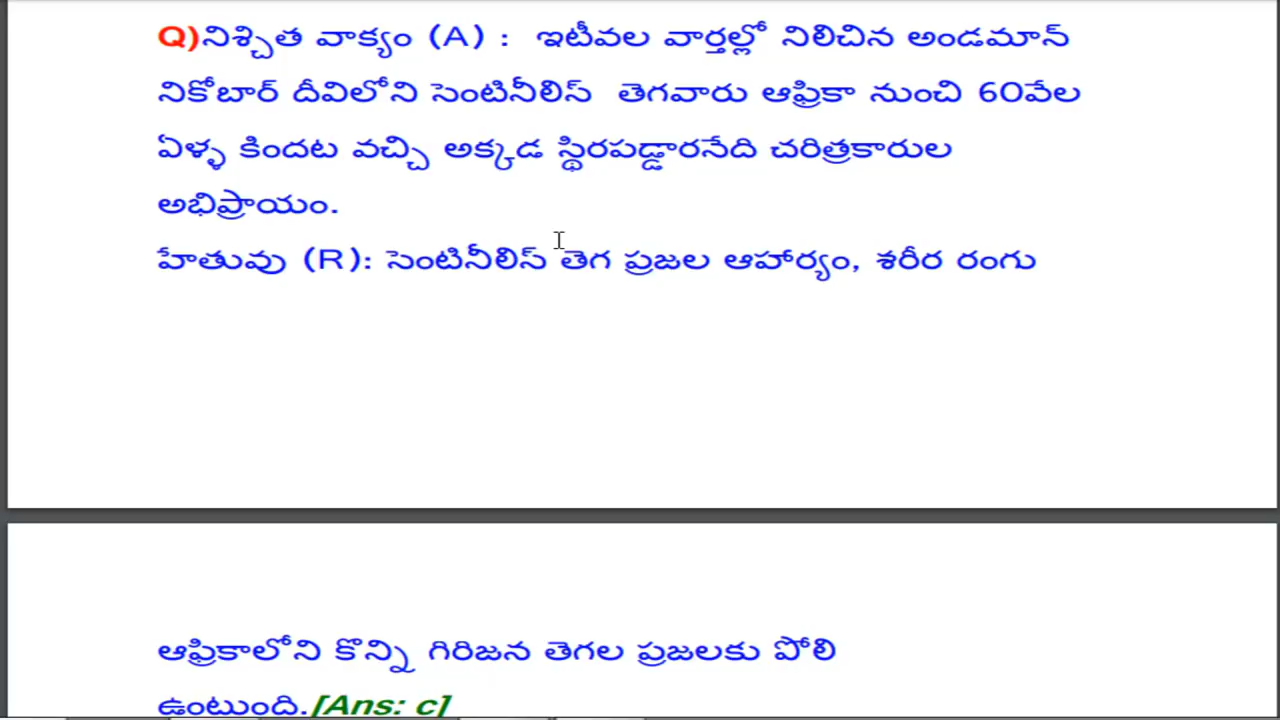 Q)నిశ్చిత వాక్యం (A) : ఇటీవల వార్తల్లో నిలిచిన అండమాన్
నికోబార్ దీవిలోని సెంటినీలిస్ తెగవారు ఆఫ్రికా నుంచి 60వేల
ఏళ్ళ కిందట వచ్చి అక్కడ స్థిరపడ్డారనేది చరిత్రకారుల
అభిప్రాయం.
హేతువు (R): సెంటినీలిస్ తెగ ప్రజల ఆహార్యం, శరీర రంగు
ఆఫ్రికాలోని కొన్ని గిరిజన తెగల ప్రజలకు పోలి
ఉంటుంది.[Ans: c]